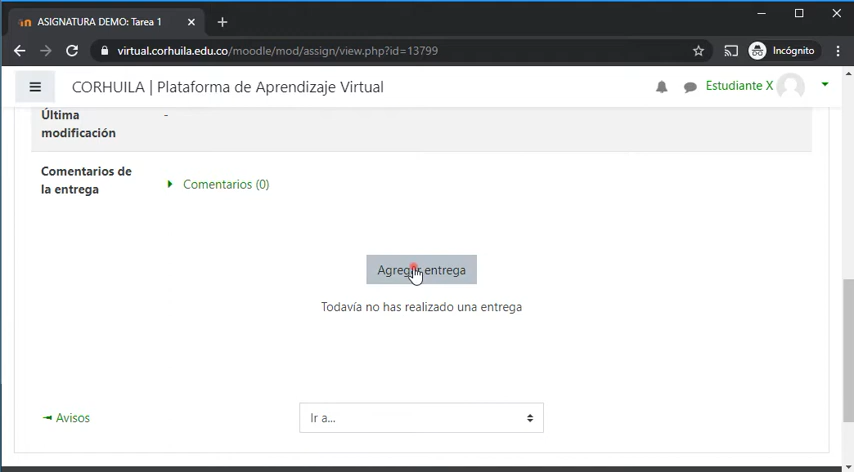 ASIGNATURA DEMO: Tarea 1
virtual.corhuila.edu.co/moodle/mod/assign/view.php?id=13799
Incógnito
CORHUILA | Plataforma de Aprendizaje Virtual
Estudiante X
Última
modificación
-
Comentarios de
la entrega
Comentarios (0)
Agregar entrega
Todavía no has realizado una entrega
Avisos
Ir a...